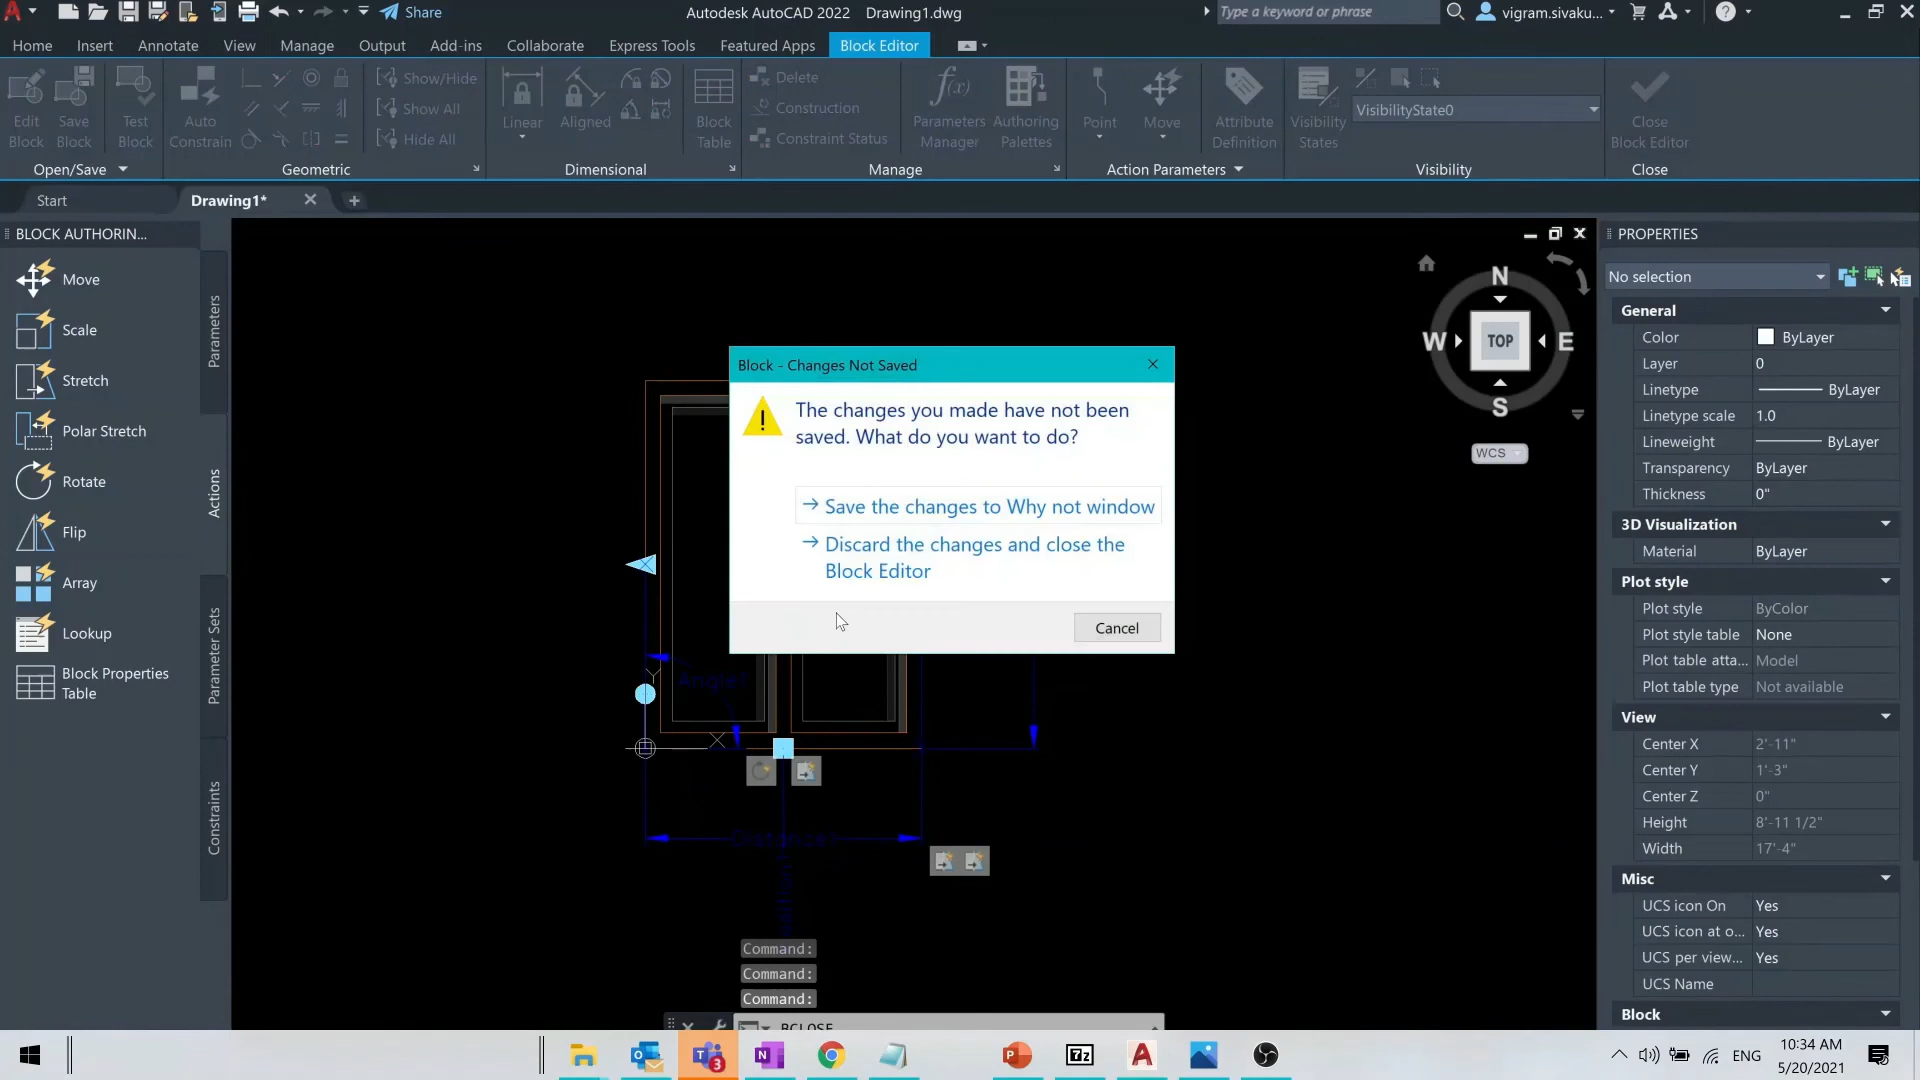 Share
Autodesk AutoCAD 2022 Drawing1.dwg
Type a keyword or phrase
vigram.sivaku...
Home Insert Annotate View Manage Output Add-ins Collaborate Express Tools Featured Apps Block Editor
Edit Block
Save Block
Test Block
Open/Save
Auto Constrain
Show/Hide
Show All
Hide All
Geometric
Linear
Aligned
Dimensional
Block Table
Delete
Construction
Constraint Status
Manage
Parameters Manager
Authoring Palettes
Point
Move
Action Parameters
Attribute Definition
Visibility States
VisibilityState0
Visibility
Close Block Editor
Close
Start
Drawing1*
BLOCK AUTHORIN...
Move
Scale
Stretch
Polar Stretch
Rotate
Flip
Array
Lookup
Block Properties
Table
Parameters
Actions
Parameter Sets
Constraints
Block - Changes Not Saved
The changes you made have not been
saved. What do you want to do?
Save the changes to Why not window
Discard the changes and close the
Block Editor
Cancel
Y
X
Command:
Command:
Command:
BCLOSE
N
W TOP E
S
WCS
PROPERTIES
No selection
General
Color ByLayer
Layer 0
Linetype ByLayer
Linetype scale 1.0
Lineweight ByLayer
Transparency ByLayer
Thickness 0"
3D Visualization
Material ByLayer
Plot style
Plot style ByColor
Plot style table None
Plot table atta... Model
Plot table type Not available
View
Center X 2'-11"
Center Y 1'-3"
Center Z 0"
Height 8'-11 1/2"
Width 17'-4"
Misc
UCS icon On Yes
UCS icon at o... Yes
UCS per view... Yes
UCS Name
Block
ENG
10:34 AM
5/20/2021